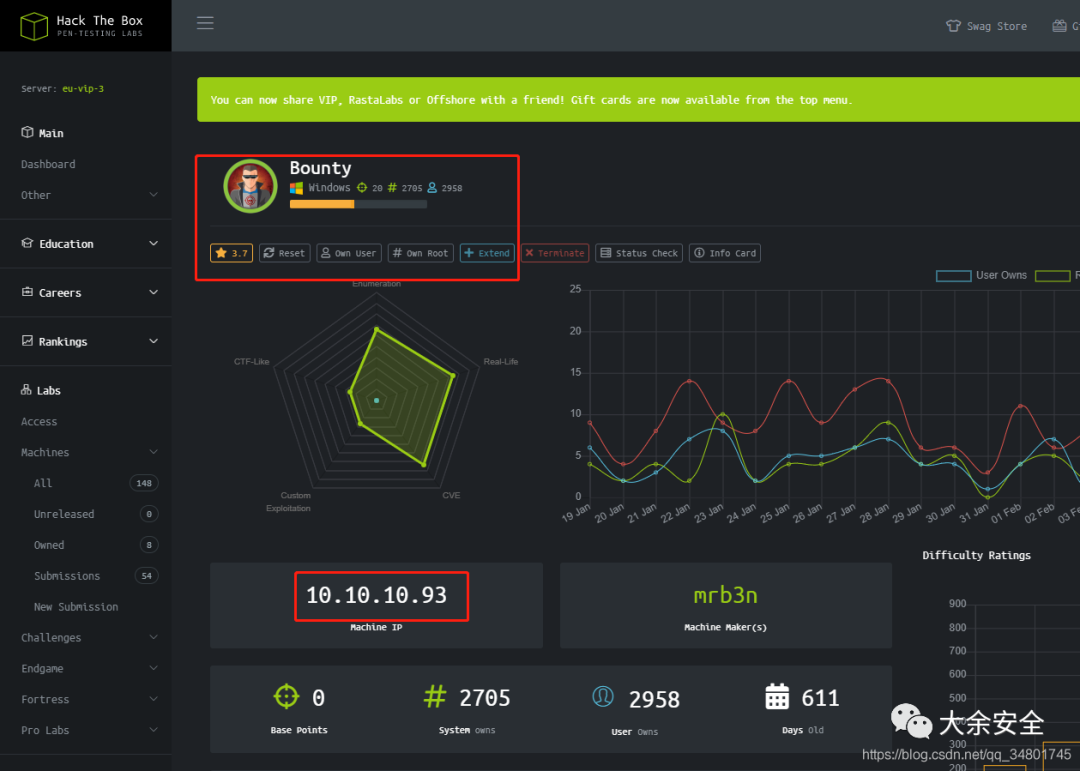 Hack The Box
PEN-TESTING LABS
Swag Store
Server: eu-vip-3
You can now share VIP, RastaLabs or Offshore with a friend! Gift cards are now available from the top menu.
Main
Dashboard
Other
Education
Careers
Rankings
Labs
Access
Machines
All 148
Unreleased 0
Owned 8
Submissions 54
New Submission
Challenges
Endgame
Fortress
Pro Labs
Bounty
Windows 20 # 2705 2958
3.7 Reset Own User # Own Root + Extend × Terminate Status Check Info Card
Enumeration
Real-Life
CVE
Custom
Exploitation
CTF-Like
User Owns
25
20
15
10
5
0
19 Jan 20 Jan 21 Jan 22 Jan 23 Jan 24 Jan 25 Jan 26 Jan 27 Jan 28 Jan 29 Jan 30 Jan 31 Jan 01 Feb 02 Feb 03 Feb
10.10.10.93
Machine IP
mrb3n
Machine Maker(s)
0
Base Points
# 2705
System owns
2958
User Owns
611
Days Old
Difficulty Ratings
900
800
700
600
500
300
200
大余安全
https://blog.csdn.net/qq_34801745